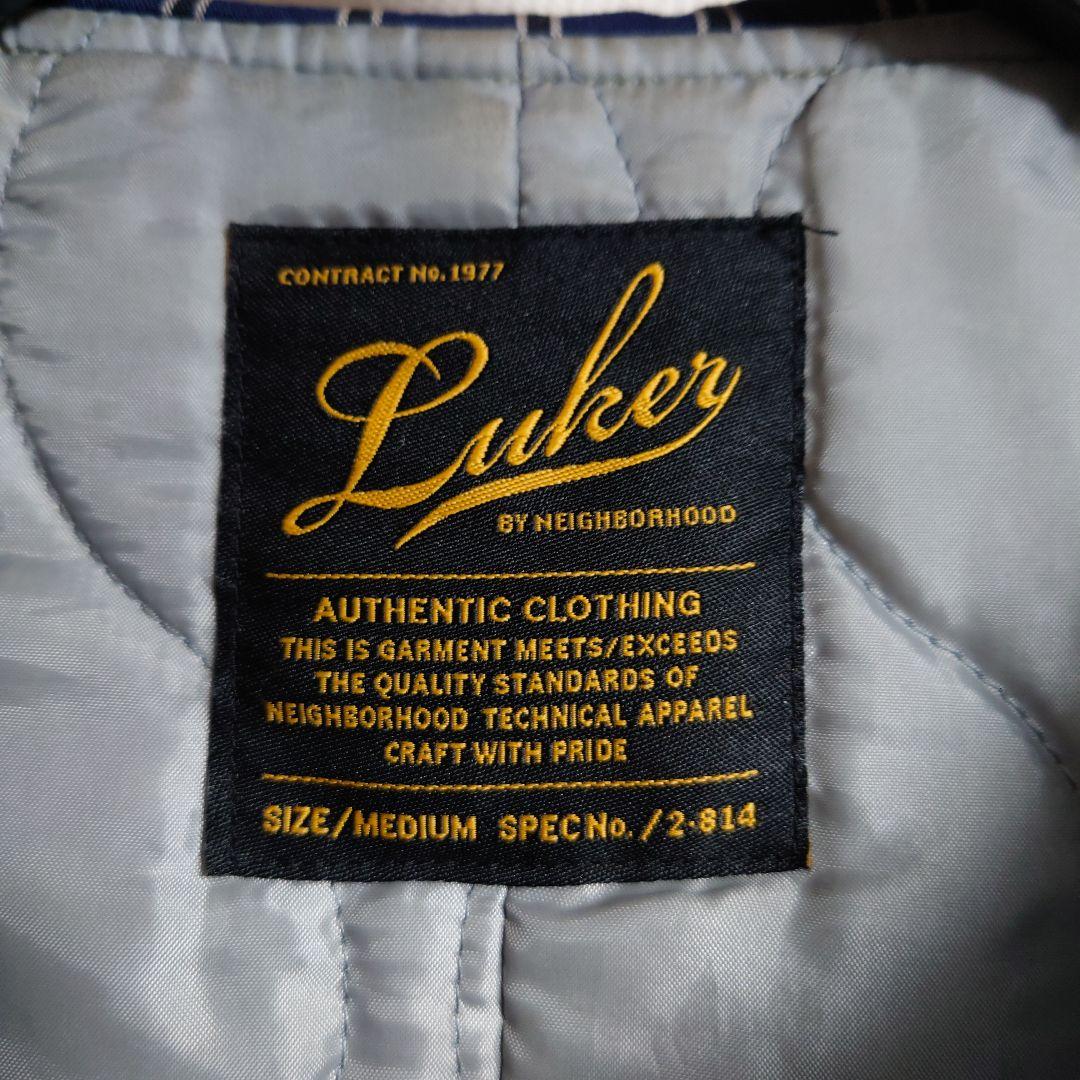 CONTRACT No. 1977
Luker
BY NEIGHBORHOOD
AUTHENTIC CLOTHING
THIS IS GARMENT MEETS/EXCEEDS
THE QUALITY STANDARDS OF
NEIGHBORHOOD TECHNICAL APPAREL
CRAFT WITH PRIDE
SIZE/MEDIUM SPEC No. /2-814